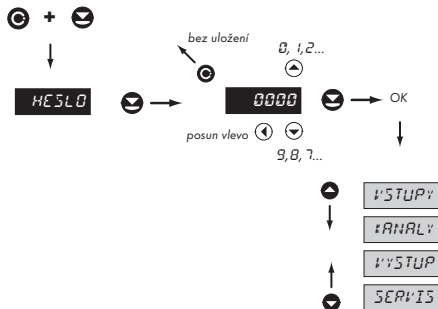 +
bez uložení
0, 1, 2...
HESLO
0000
OK
posun vlevo
9, 8, 7...
VSTUPY
KANALY
VYSTUP
SERVIS